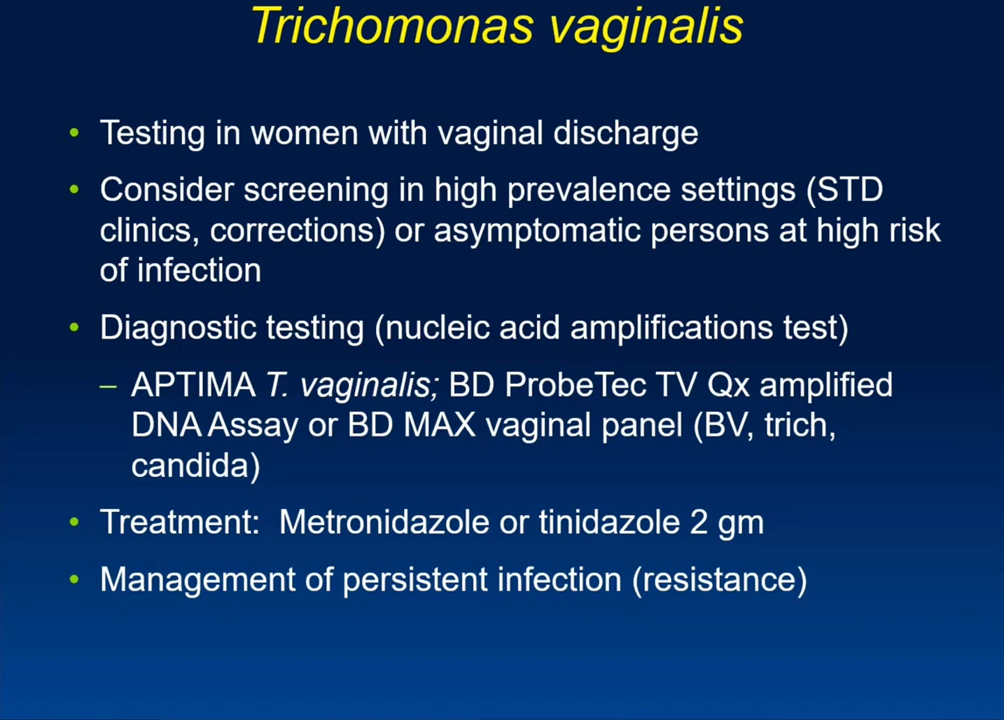 Trichomonas vaginalis
• Testing in women with vaginal discharge
• Consider screening in high prevalence settings (STD
clinics, corrections) or asymptomatic persons at high risk
of infection
• Diagnostic testing (nucleic acid amplifications test)
– APTIMA T. vaginalis; BD ProbeTec TV Qx amplified
DNA Assay or BD MAX vaginal panel (BV, trich,
candida)
• Treatment: Metronidazole or tinidazole 2 gm
• Management of persistent infection (resistance)